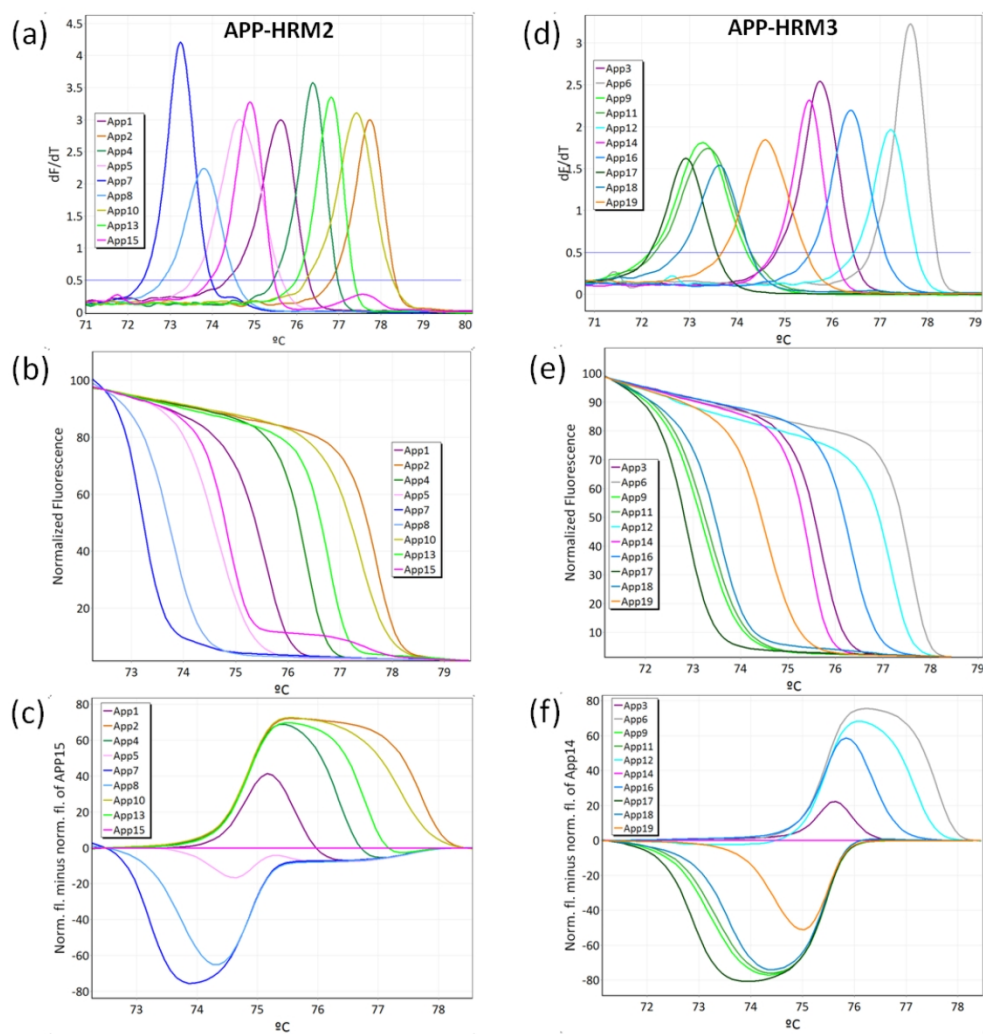 (a)
APP-HRM2
dF/dT
4.5
4
3.5
3
2.5
2
1.5
1
0.5
0
App1
App2
App4
App5
App7
App8
App10
App13
App15
71 72 73 74 75 76 77 78 79 80
ºC
(d)
APP-HRM3
dF/dT
3
2.5
2
1.5
1
0.5
0
App3
App6
App9
App11
App12
App14
App16
App17
App18
App19
71 72 73 74 75 76 77 78 79
ºC
(b)
Normalized Fluorescence
100
80
60
40
20
App1
App2
App4
App5
App7
App8
App10
App13
App15
73 74 75 76 77 78 79
ºC
(e)
Normalized Fluorescence
100
90
80
70
60
50
40
30
20
10
App3
App6
App9
App11
App12
App14
App16
App17
App18
App19
72 73 74 75 76 77 78 79
ºC
(c)
Norm. fl. minus norm. fl. of APP15
80
60
40
20
0
-20
-40
-60
-80
App1
App2
App4
App5
App7
App8
App10
App13
App15
73 74 75 76 77 78
ºC
(f)
Norm. fl. minus norm. fl. of App14
80
60
40
20
0
-20
-40
-60
-80
App3
App6
App9
App11
App12
App14
App16
App17
App18
App19
72 73 74 75 76 77 78
ºC